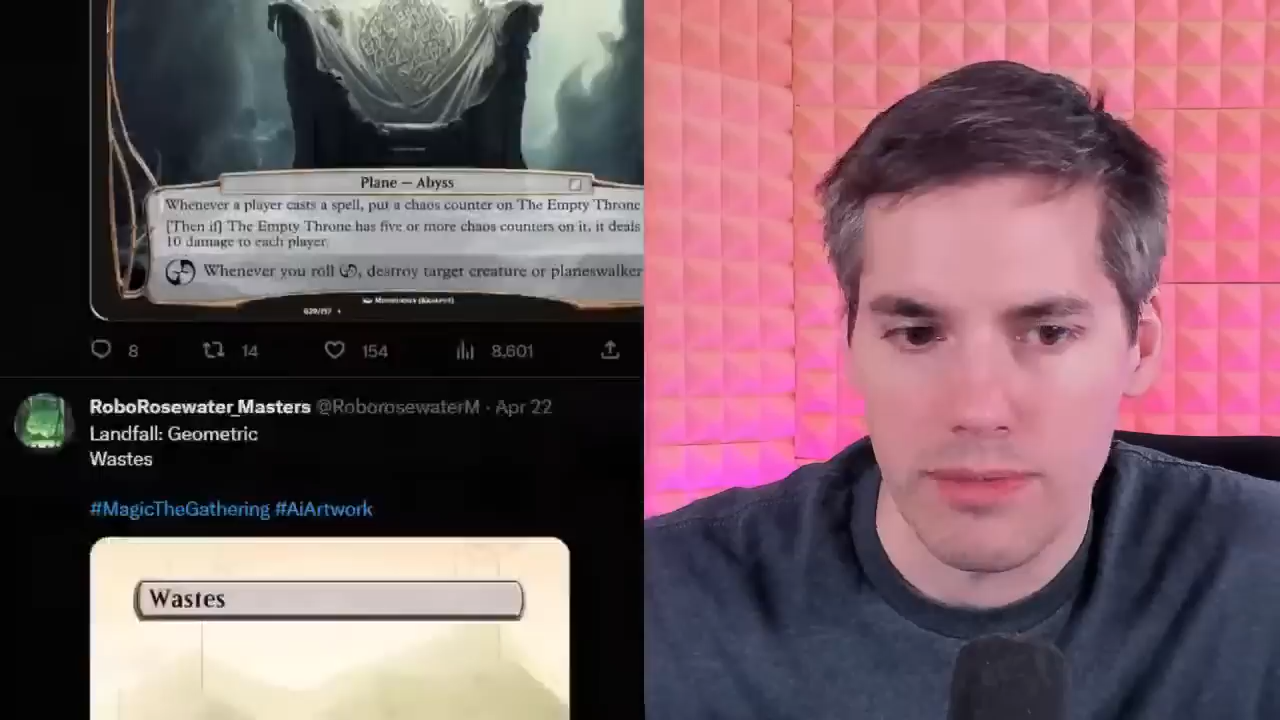 Plane — Abyss
Whenever a player casts a spell, put a chaos counter on The Empty Throne
[Then if] The Empty Throne has five or more chaos counters on it, it deals
10 damage to each player.
Whenever you roll , destroy target creature or planeswalker
8 14 154 8,601
RoboRosewater_Masters @RoborosewaterM · Apr 22
Landfall: Geometric
Wastes
#MagicTheGathering #AiArtwork
Wastes